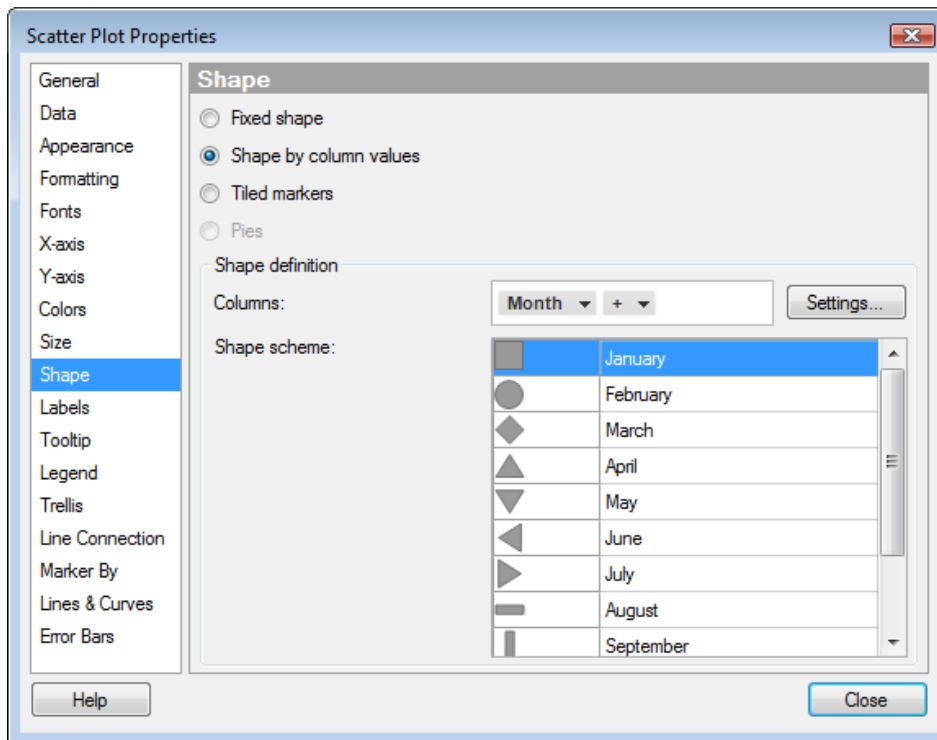 Scatter Plot Properties
General
Data
Appearance
Formatting
Fonts
X-axis
Y-axis
Colors
Size
Shape
Labels
Tooltip
Legend
Trellis
Line Connection
Marker By
Lines & Curves
Error Bars
Shape
Fixed shape
Shape by column values
Tiled markers
Pies
Shape definition
Columns:
Month
+
Settings...
Shape scheme:
January
February
March
April
May
June
July
August
September
Help
Close